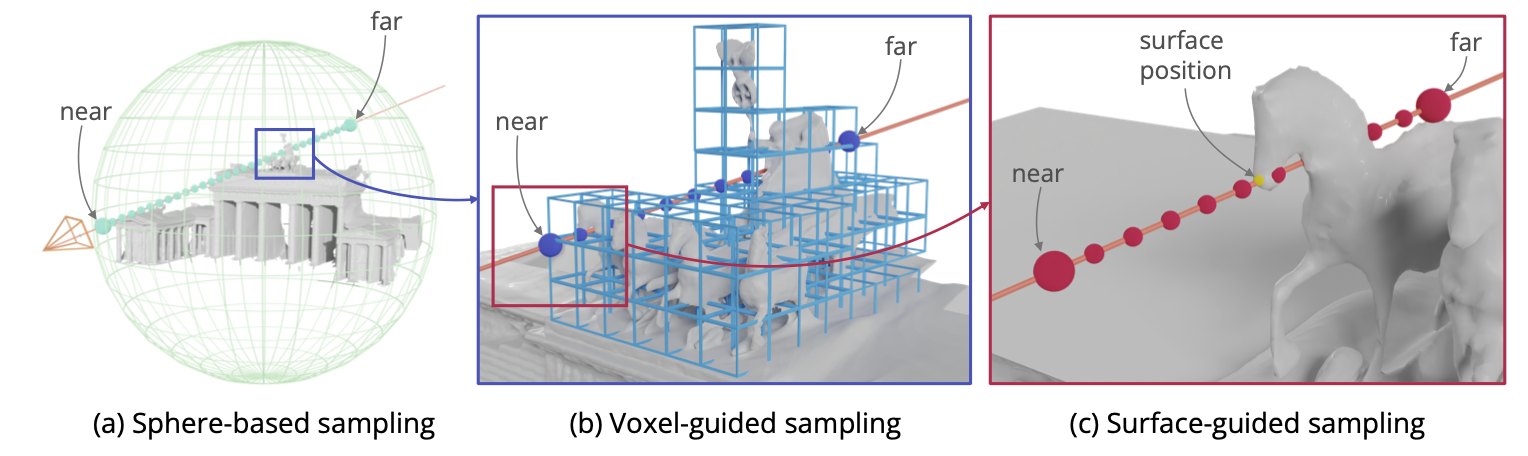 far
near
(a) Sphere-based sampling
near
far
(b) Voxel-guided sampling
surface
position
far
near
(c) Surface-guided sampling